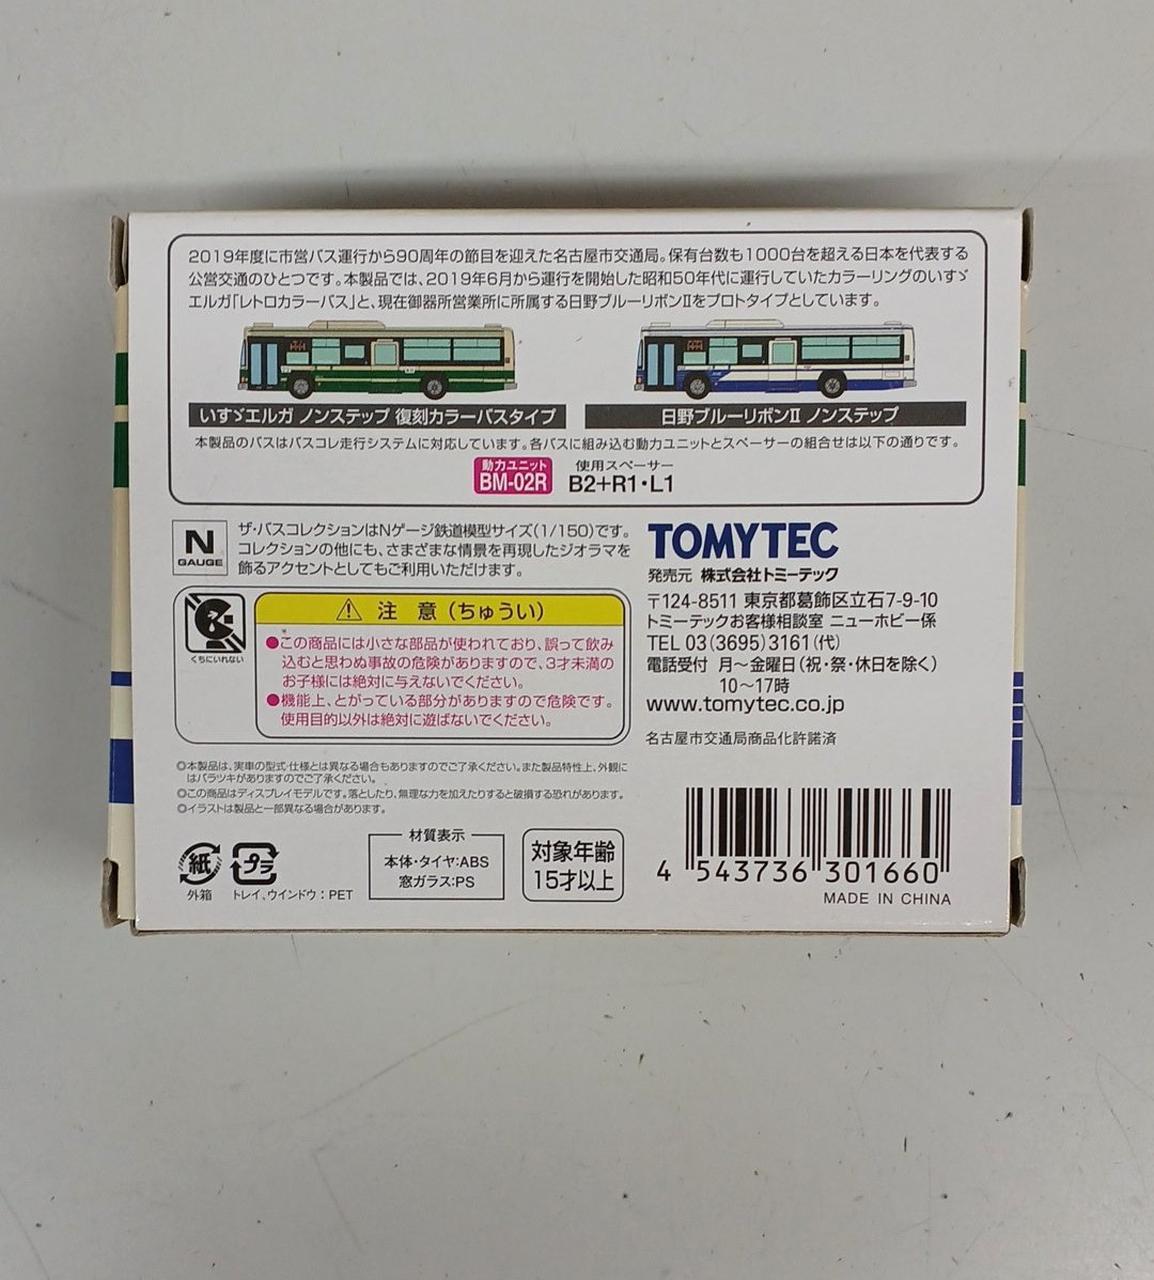 2019年度に市営バス運行から90周年の節目を迎えた名古屋市交通局。保有台数も1000台を超える日本を代表する
公営交通のひとつです。本製品では、2019年6月から運行を開始した昭和50年代に運行していたカラーリングのいすゞ
エルガ「レトロカラーバス」と、現在御器所営業所に所属する日野ブルーリボンⅡをプロトタイプとしています。
いすゞエルガ ノンステップ 復刻カラーバスタイプ
日野ブルーリボンⅡ ノンステップ
本製品のバスはバスコレ走行システムに対応しています。各バスに組み込む動力ユニットとスペーサーの組合せは以下の通りです。
動力ユニット
BM-02R
使用スペーサー
B2+R1・L1
N
GAUGE
ザ・バスコレクションはNゲージ鉄道模型サイズ(1/150)です。
コレクションの他にも、さまざまな情景を再現したジオラマを
飾るアクセントとしてもご利用いただけます。
くちにいれない
⚠ 注 意 (ちゅうい)
●この商品には小さな部品が使われており、誤って飲み
込むと思わぬ事故の危険がありますので、3才未満の
お子様には絶対に与えないでください。
●機能上、とがっている部分がありますので危険です。
使用目的以外は絶対に遊ばないでください。
TOMYTEC
発売元 株式会社トミーテック
〒124-8511 東京都葛飾区立石7-9-10
トミーテックお客様相談室 ニューホビー係
TEL 03(3695)3161(代)
電話受付 月〜金曜日(祝・祭・休日を除く)
10〜17時
www.tomytec.co.jp
名古屋市交通局商品化許諾済
◎本製品は、実車の型式・仕様とは異なる場合もありますのでご了承ください。また製品特性上、外観に
はバラツキがありますのでご了承ください。
◎この商品はディスプレイモデルです。落としたり、無理な力を加えたりすると破損する恐れがあります。
◎イラストは製品と一部異なる場合があります。
紙
外箱
プラ
トレイ、ウインドウ:PET
材質表示
本体・タイヤ:ABS
窓ガラス:PS
対象年齢
15才以上
4 543736 301660
MADE IN CHINA